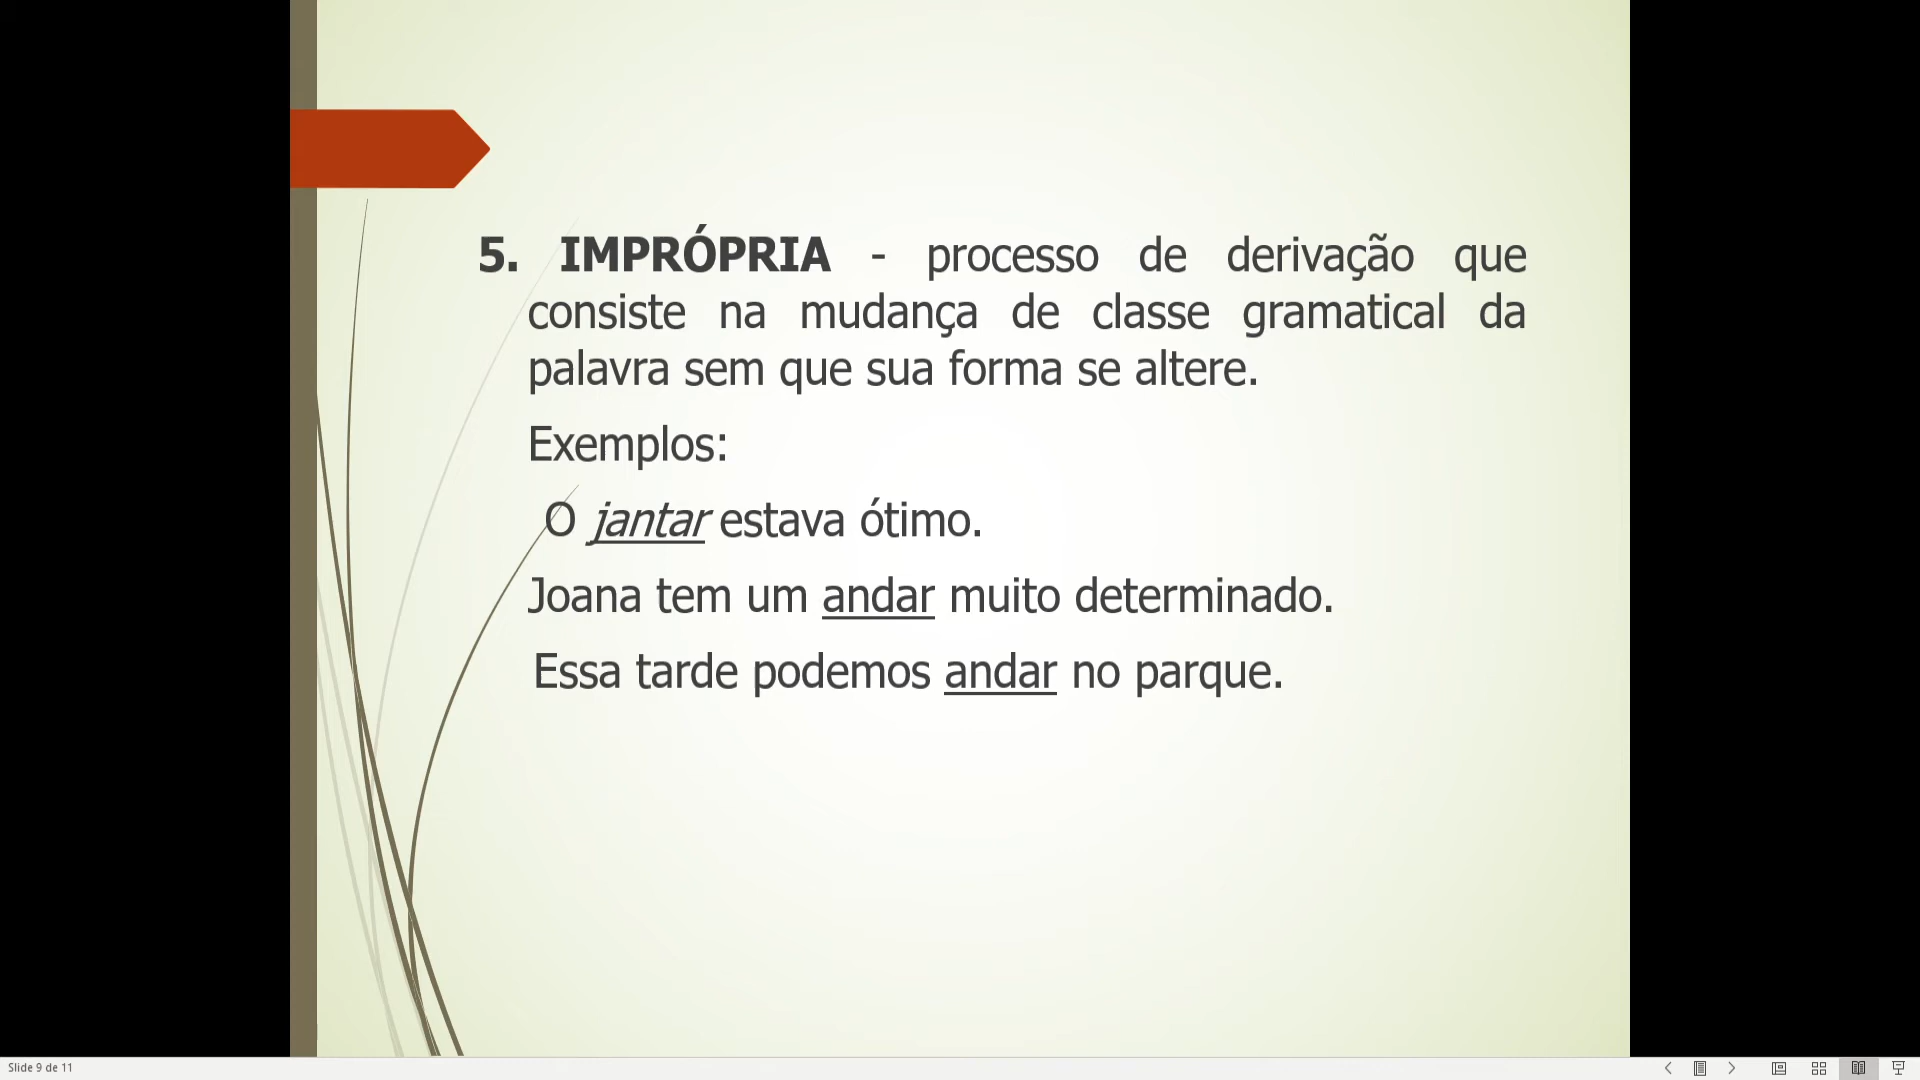 5. IMPRÓPRIA - processo de derivação que
consiste na mudança de classe gramatical da
palavra sem que sua forma se altere.
Exemplos:
O jantar estava ótimo.
Joana tem um andar muito determinado.
Essa tarde podemos andar no parque.
Slide 9 de 11